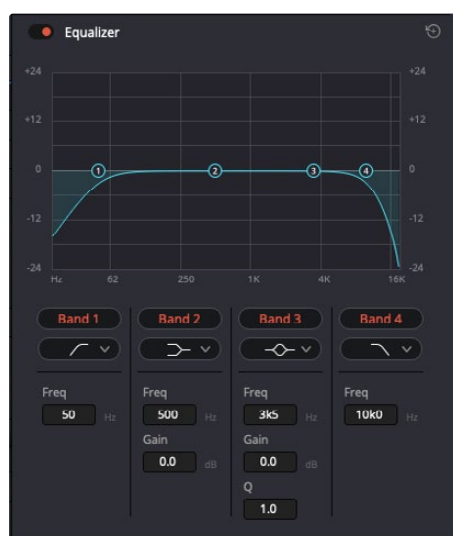 Equalizer
+24 +24
+12 +12
0 1 2 3 4 0
-12 -12
-24 -24
Hz 62 250 1K 4K 16K
Band 1 Band 2 Band 3 Band 4
Freq Freq Freq Freq
50 Hz 500 Hz 3k5 Hz 10k0 Hz
Gain Gain
0.0 dB 0.0 dB
Q
1.0